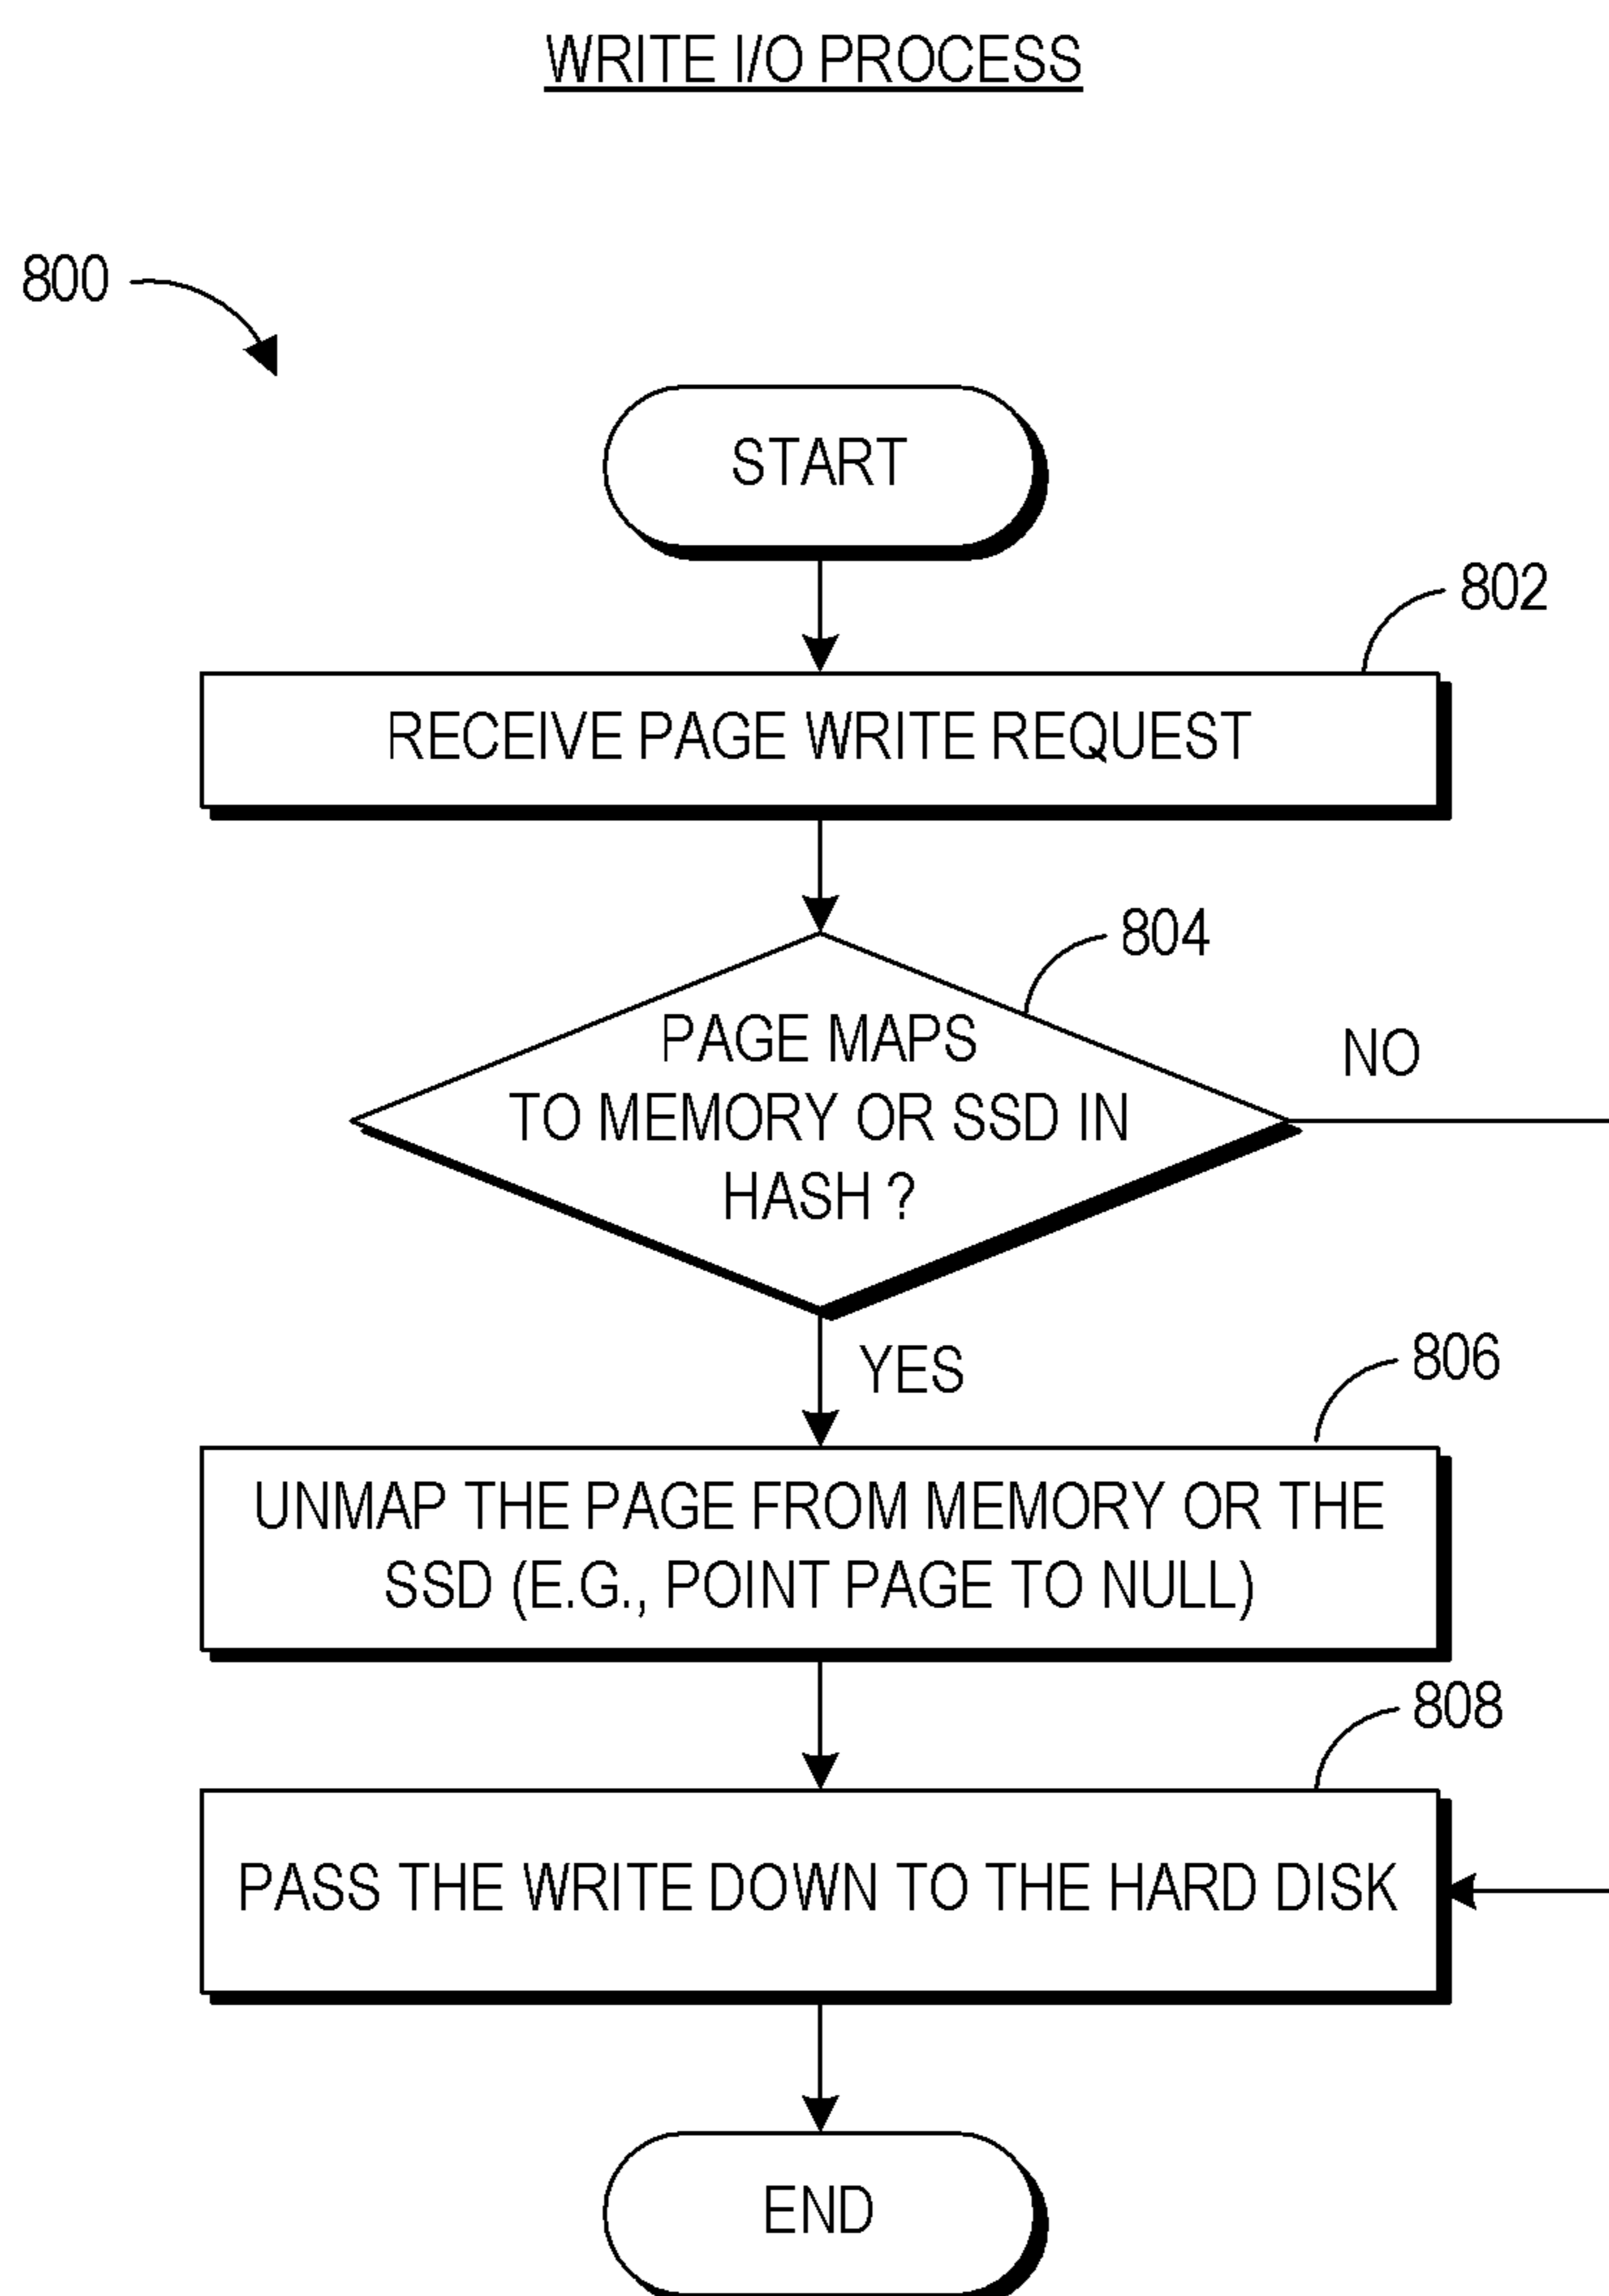 WRITE I/O PROCESS
800
START
802
RECEIVE PAGE WRITE REQUEST
804
PAGE MAPS
TO MEMORY OR SSD IN
HASH ?
NO
YES
806
UNMAP THE PAGE FROM MEMORY OR THE
SSD (E.G., POINT PAGE TO NULL)
808
PASS THE WRITE DOWN TO THE HARD DISK
END